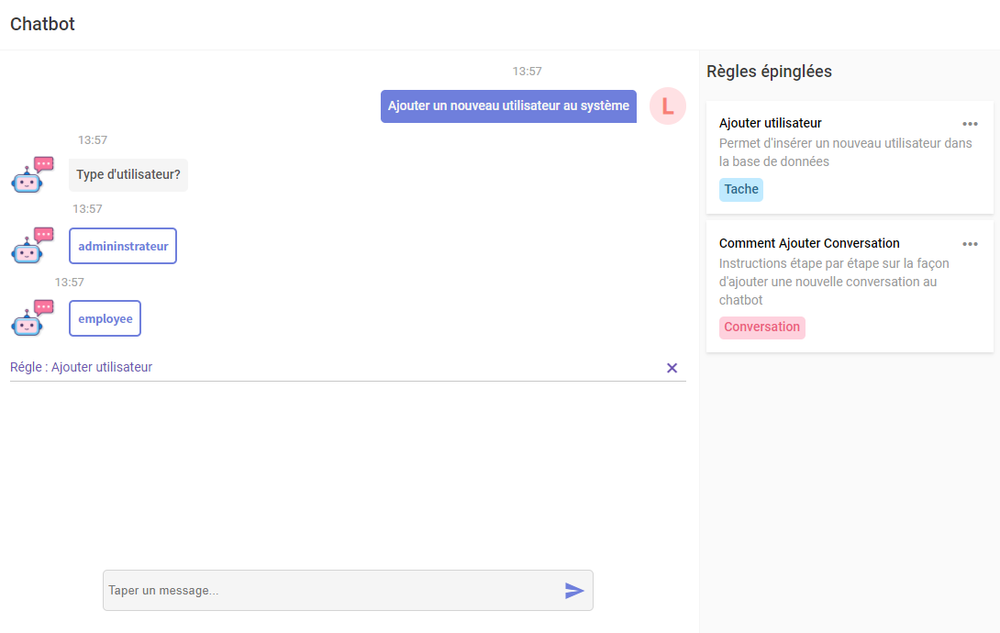 Chatbot
13:57
Ajouter un nouveau utilisateur au système
L
13:57
Type d'utilisateur?
13:57
admininstrateur
13:57
employee
Régle : Ajouter utilisateur
Taper un message...
Règles épinglées
Ajouter utilisateur
Permet d'insérer un nouveau utilisateur dans
la base de données
Tache
Comment Ajouter Conversation
Instructions étape par étape sur la façon
d'ajouter une nouvelle conversation au
chatbot
Conversation